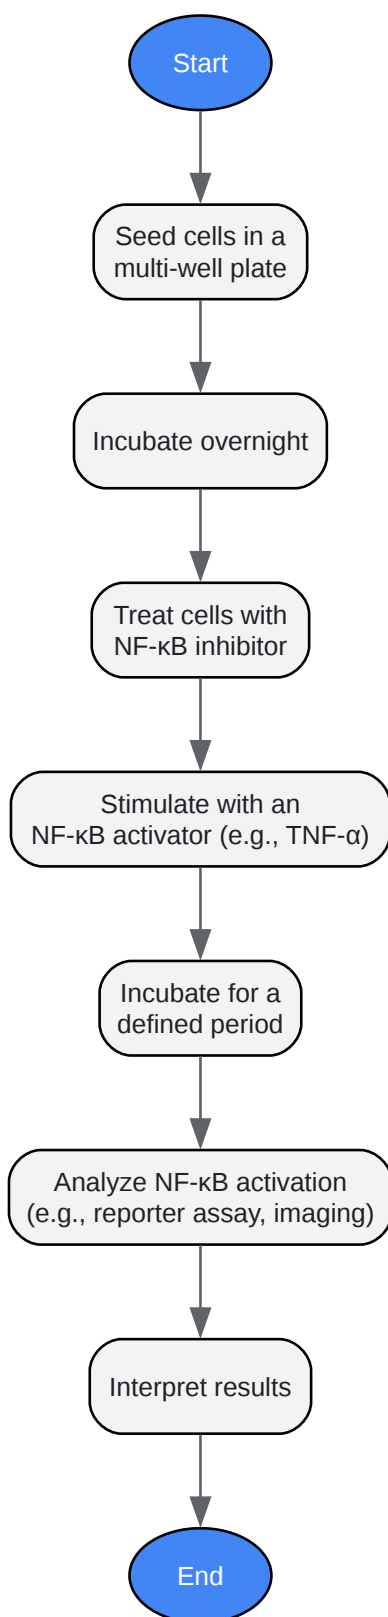 Start
Seed cells in a
multi-well plate
Incubate overnight
Treat cells with
NF-κB inhibitor
Stimulate with an
NF-κB activator (e.g., TNF-α)
Incubate for a
defined period
Analyze NF-κB activation
(e.g., reporter assay, imaging)
Interpret results
End